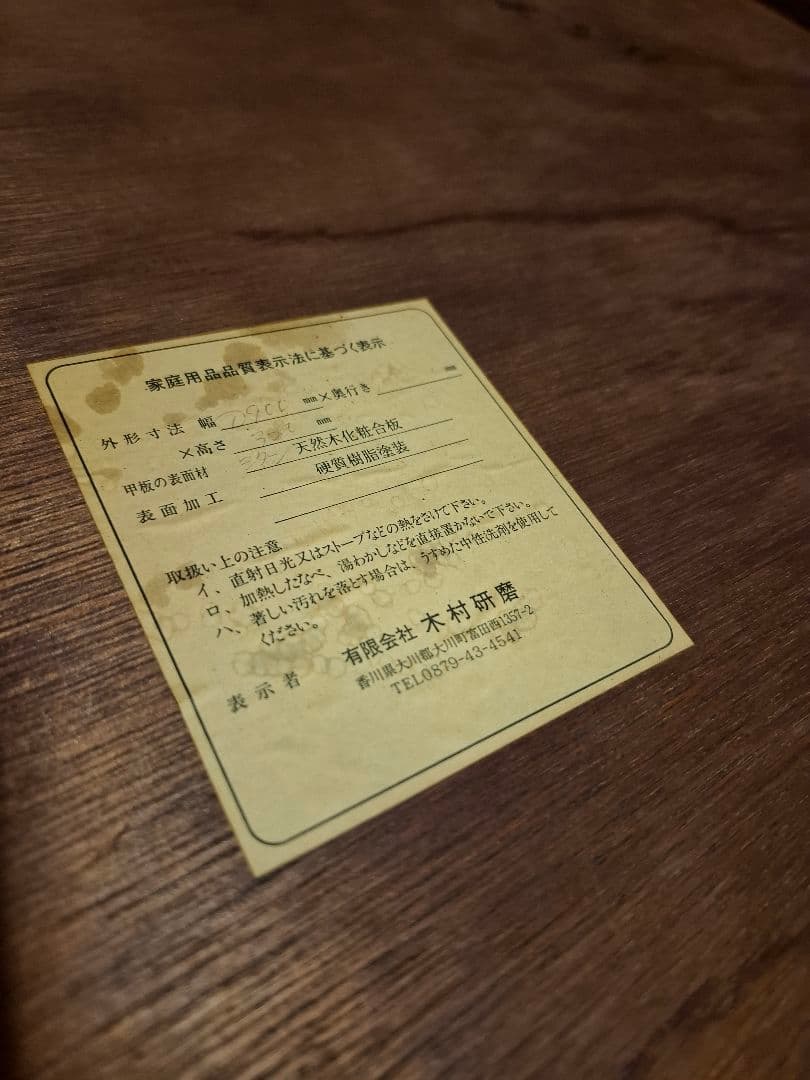 家庭用品品質表示法に基づく表示
外形寸法 幅 mm×奥行き mm
×高さ mm
甲板の表面材 天然木化粧合板
表面加工 硬質樹脂塗装
取扱い上の注意
イ、直射日光又はストーブなどの熱をさけて下さい。
ロ、加熱したなべ、湯わかしなどを直接置かないで下さい。
ハ、著しい汚れを落とす場合は、うすめた中性洗剤を使用して
ください。
表示者 有限会社 木村研磨
香川県大川郡大川町富田西1357-2
TEL0879-43-4541